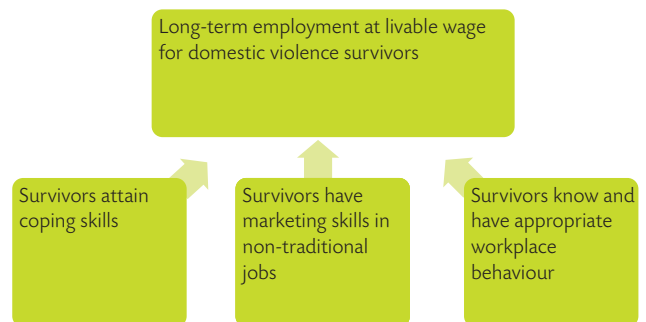 Long-term employment at livable wage
for domestic violence survivors
Survivors attain
coping skills
Survivors have
marketing skills in
non-traditional
jobs
Survivors know and
have appropriate
workplace
behaviour